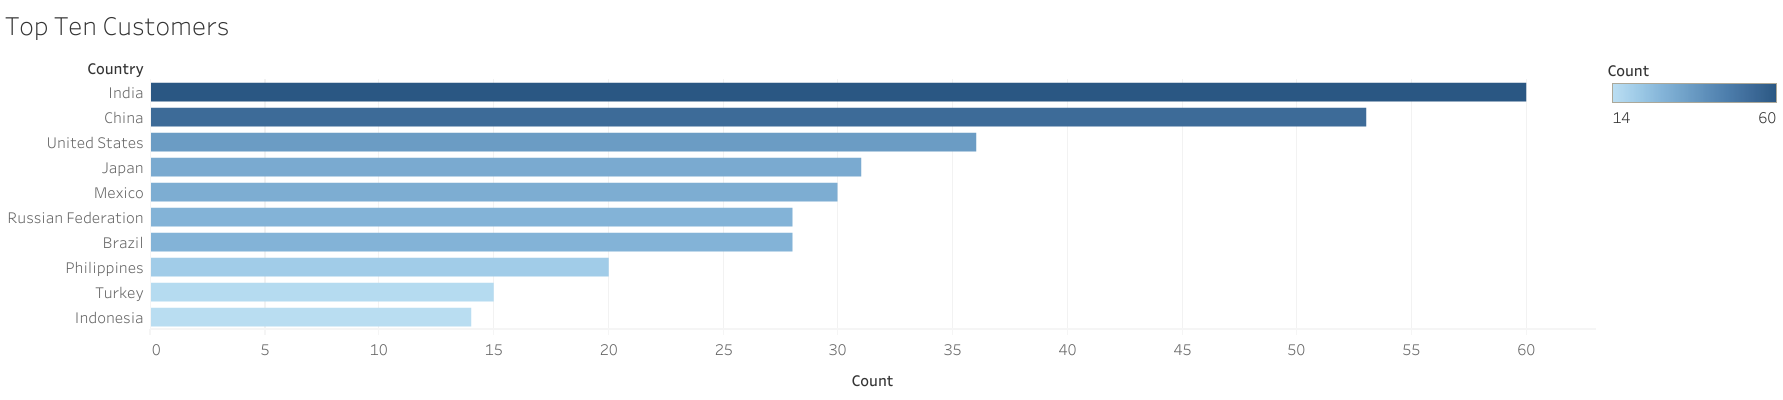 Top Ten Customers
Country
Count
India
14 60
China
United States
Japan
Mexico
Russian Federation
Brazil
Philippines
Turkey
Indonesia
0 5 10 15 20 25 30 35 40 45 50 55 60
Count